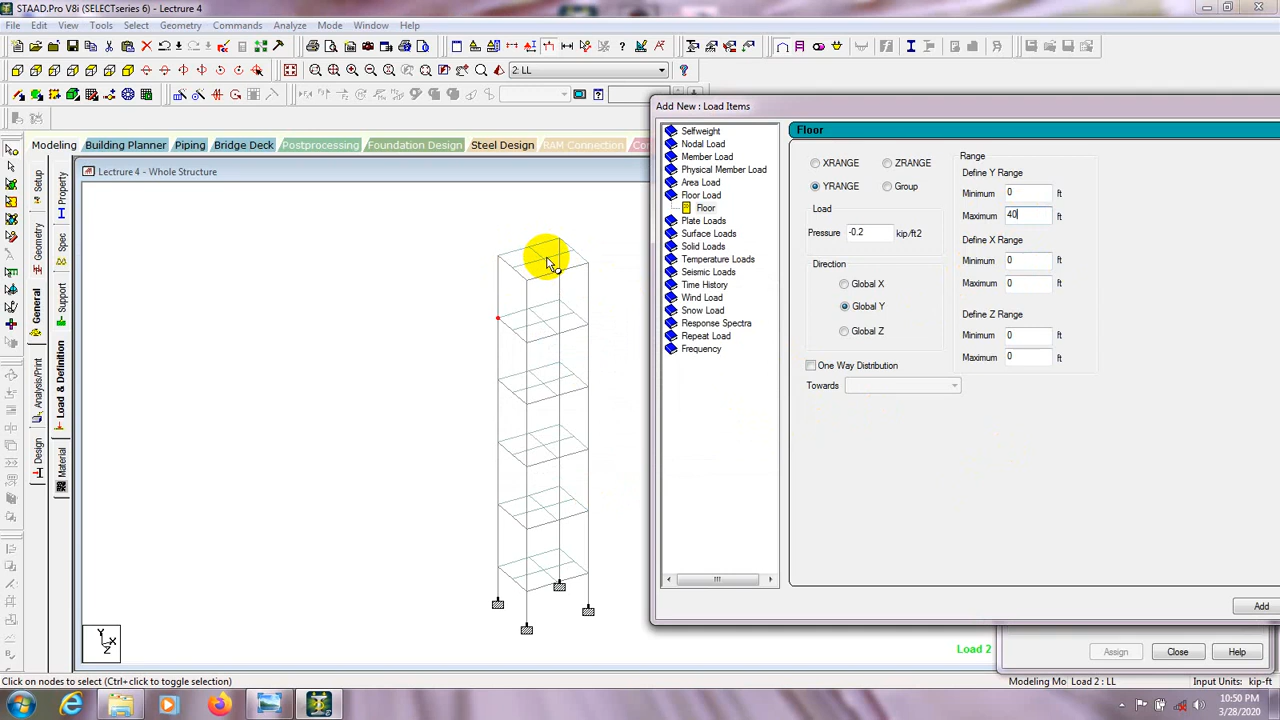 STAAD.Pro V8i (SELECTseries 6) - Lecture 4
File Edit View Tools Select Geometry Commands Analyze Mode Window Help
2: LL
Modeling Building Planner Piping Bridge Deck Postprocessing Foundation Design Steel Design RAM Connection
Lecture 4 - Whole Structure
Setup
Geometry
General
Analysis/Print
Design
Property
Spec
Support
Load & Definition
Material
Y
X
Z
Load 2
Add New : Load Items
Selfweight
Nodal Load
Member Load
Physical Member Load
Area Load
Floor Load
Floor
Plate Loads
Surface Loads
Solid Loads
Temperature Loads
Seismic Loads
Time History
Wind Load
Snow Load
Response Spectra
Repeat Load
Frequency
Floor
XRANGE ZRANGE
YRANGE Group
Load
Pressure -0.2 kip/ft2
Direction
Global X
Global Y
Global Z
One Way Distribution
Towards
Range
Define Y Range
Minimum 0 ft
Maximum 40 ft
Define X Range
Minimum 0 ft
Maximum 0 ft
Define Z Range
Minimum 0 ft
Maximum 0 ft
Add
Assign Close Help
Click on nodes to select (Ctrl+click to toggle selection)
Modeling Mo Load 2 : LL Input Units: kip-ft
10:50 PM
3/28/2020